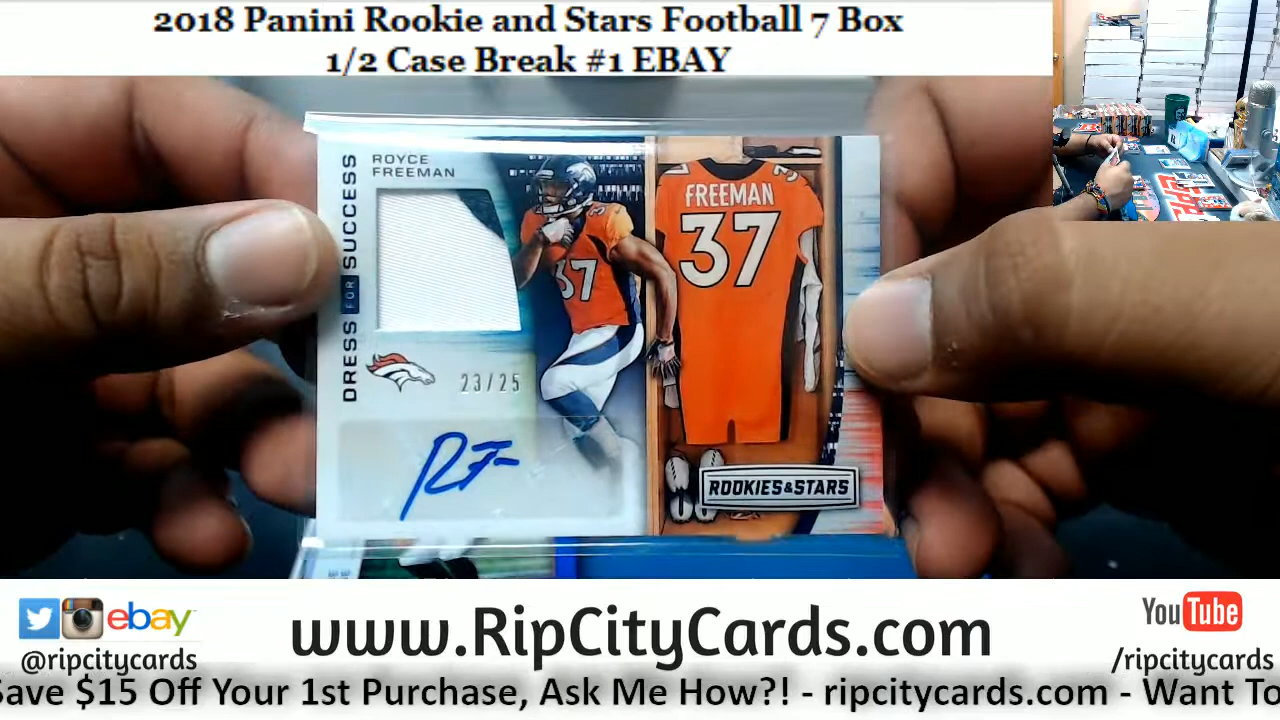 2018 Panini Rookie and Stars Football 7 Box
1/2 Case Break #1 EBAY
DRESS FOR SUCCESS
ROYCE
FREEMAN
37
FREEMAN
37
23/25
RF
ROOKIES&STARS
ebay
@ripcitycards
www.RipCityCards.com
YouTube
/ripcitycards
Save $15 Off Your 1st Purchase, Ask Me How?! - ripcitycards.com - Want To